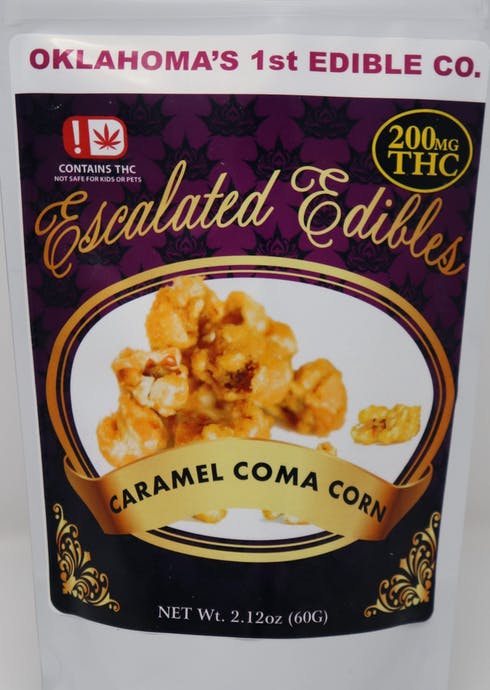 OKLAHOMA'S 1st EDIBLE CO.
!
CONTAINS THC
NOT SAFE FOR KIDS OR PETS
200MG
THC
Escalated Edibles
CARAMEL COMA CORN
NET Wt. 2.12oz (60G)